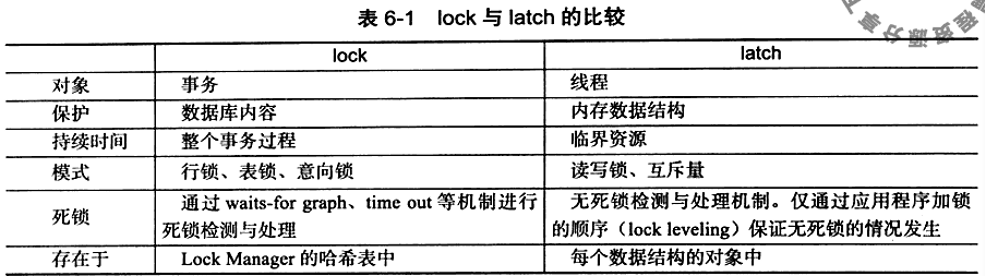 表 6-1 lock 与 latch 的比较
lock latch
对象 事务 线程
保护 数据库内容 内存数据结构
持续时间 整个事务过程 临界资源
模式 行锁、表锁、意向锁 读写锁、互斥量
死锁 通过 waits-for graph、time out 等机制进行死锁检测与处理 无死锁检测与处理机制。仅通过应用程序加锁的顺序（lock leveling）保证无死锁的情况发生
存在于 Lock Manager 的哈希表中 每个数据结构的对象中